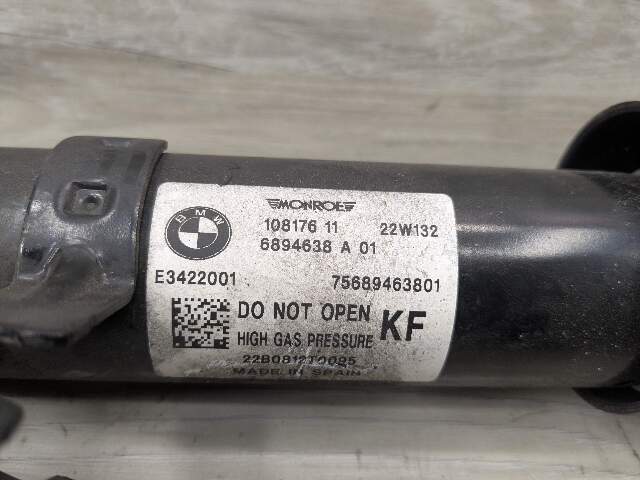 MONROE
BMW
108176 11 22W132
6894638 A 01
E3422001 75689463801
DO NOT OPEN KF
HIGH GAS PRESSURE
22B0812T0095
MADE IN SPAIN